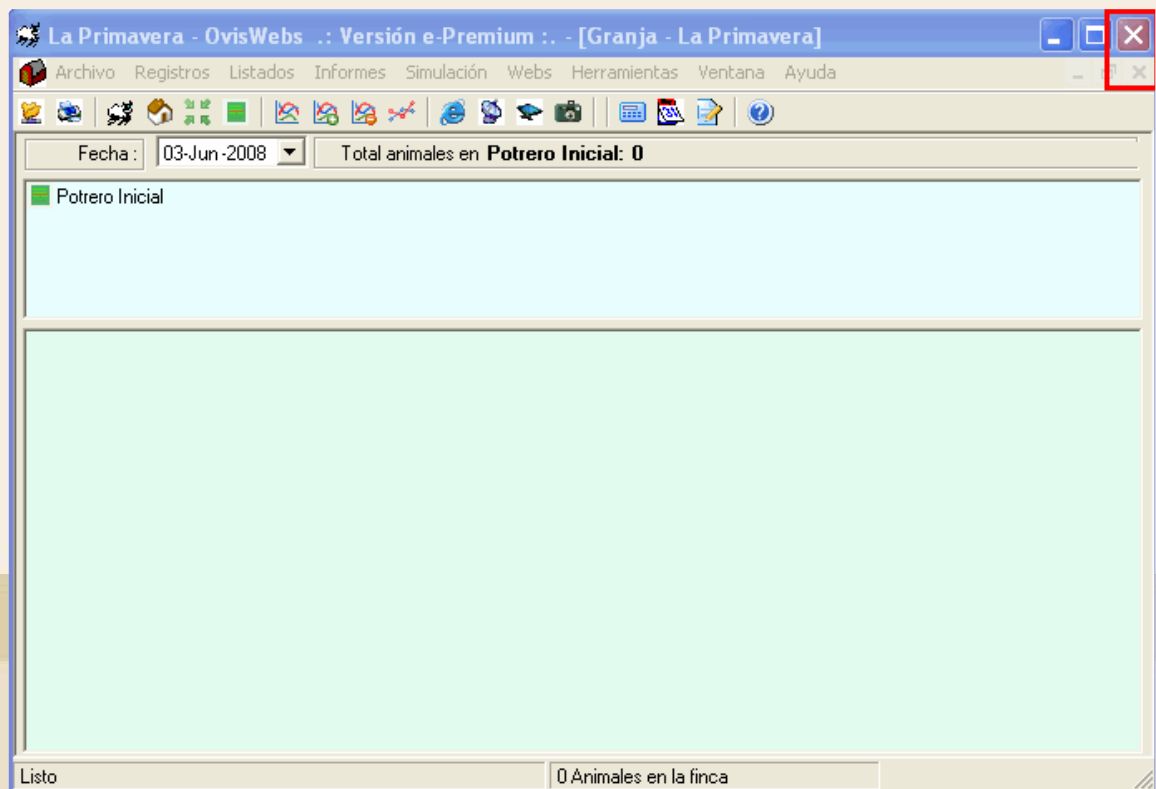 La Primavera - OvisWebs .: Versión e-Premium :. - [Granja - La Primavera]
Archivo Registros Listados Informes Simulación Webs Herramientas Ventana Ayuda
Fecha : 03-Jun-2008 Total animales en Potrero Inicial: 0
Potrero Inicial
Listo 0 Animales en la finca